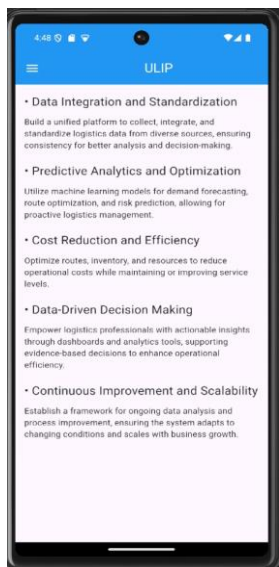 4:48
ULIP
• Data Integration and Standardization
Build a unified platform to collect, integrate, and
standardize logistics data from diverse sources, ensuring
consistency for better analysis and decision-making.
• Predictive Analytics and Optimization
Utilize machine learning models for demand forecasting,
route optimization, and risk prediction, allowing for
proactive logistics management.
• Cost Reduction and Efficiency
Optimize routes, inventory, and resources to reduce
operational costs while maintaining or improving service
levels.
• Data-Driven Decision Making
Empower logistics professionals with actionable insights
through dashboards and analytics tools, supporting
evidence-based decisions to enhance operational
efficiency.
• Continuous Improvement and Scalability
Establish a framework for ongoing data analysis and
process improvement, ensuring the system adapts to
changing conditions and scales with business growth.